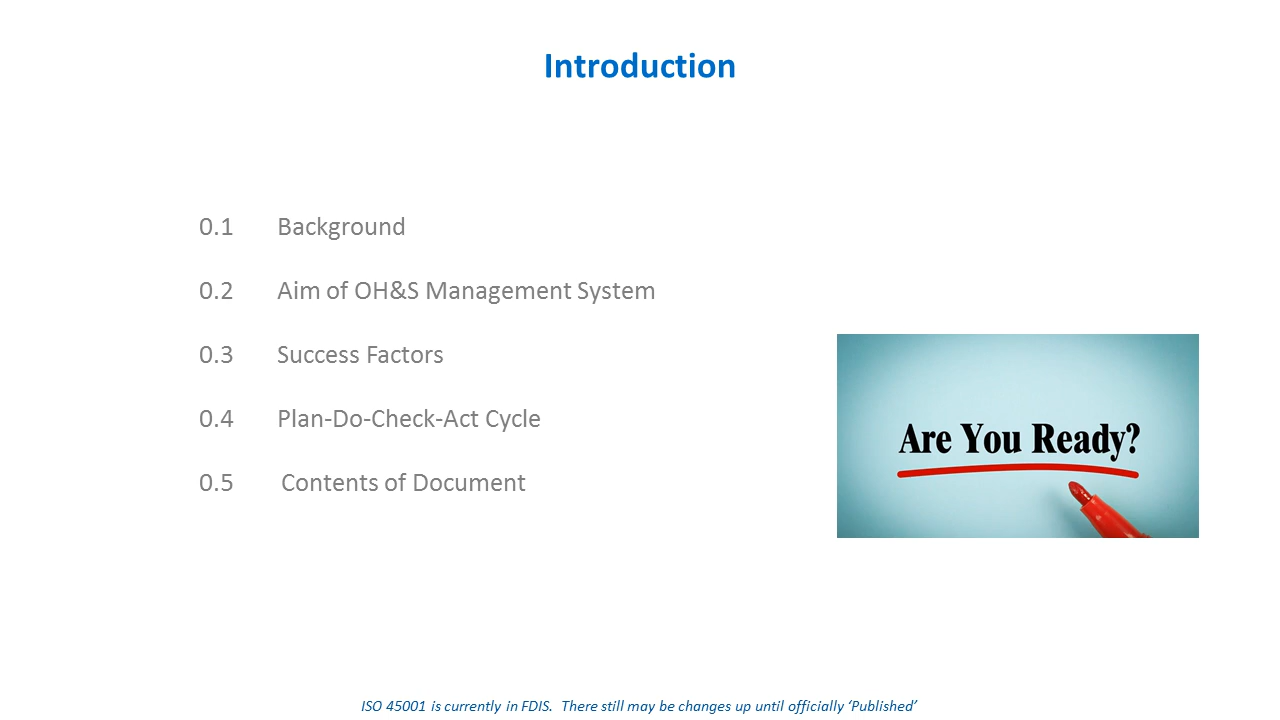 Introduction
0.1 Background
0.2 Aim of OH&S Management System
0.3 Success Factors
0.4 Plan-Do-Check-Act Cycle
0.5 Contents of Document
Are You Ready?
ISO 45001 is currently in FDIS. There still may be changes up until officially ‘Published’